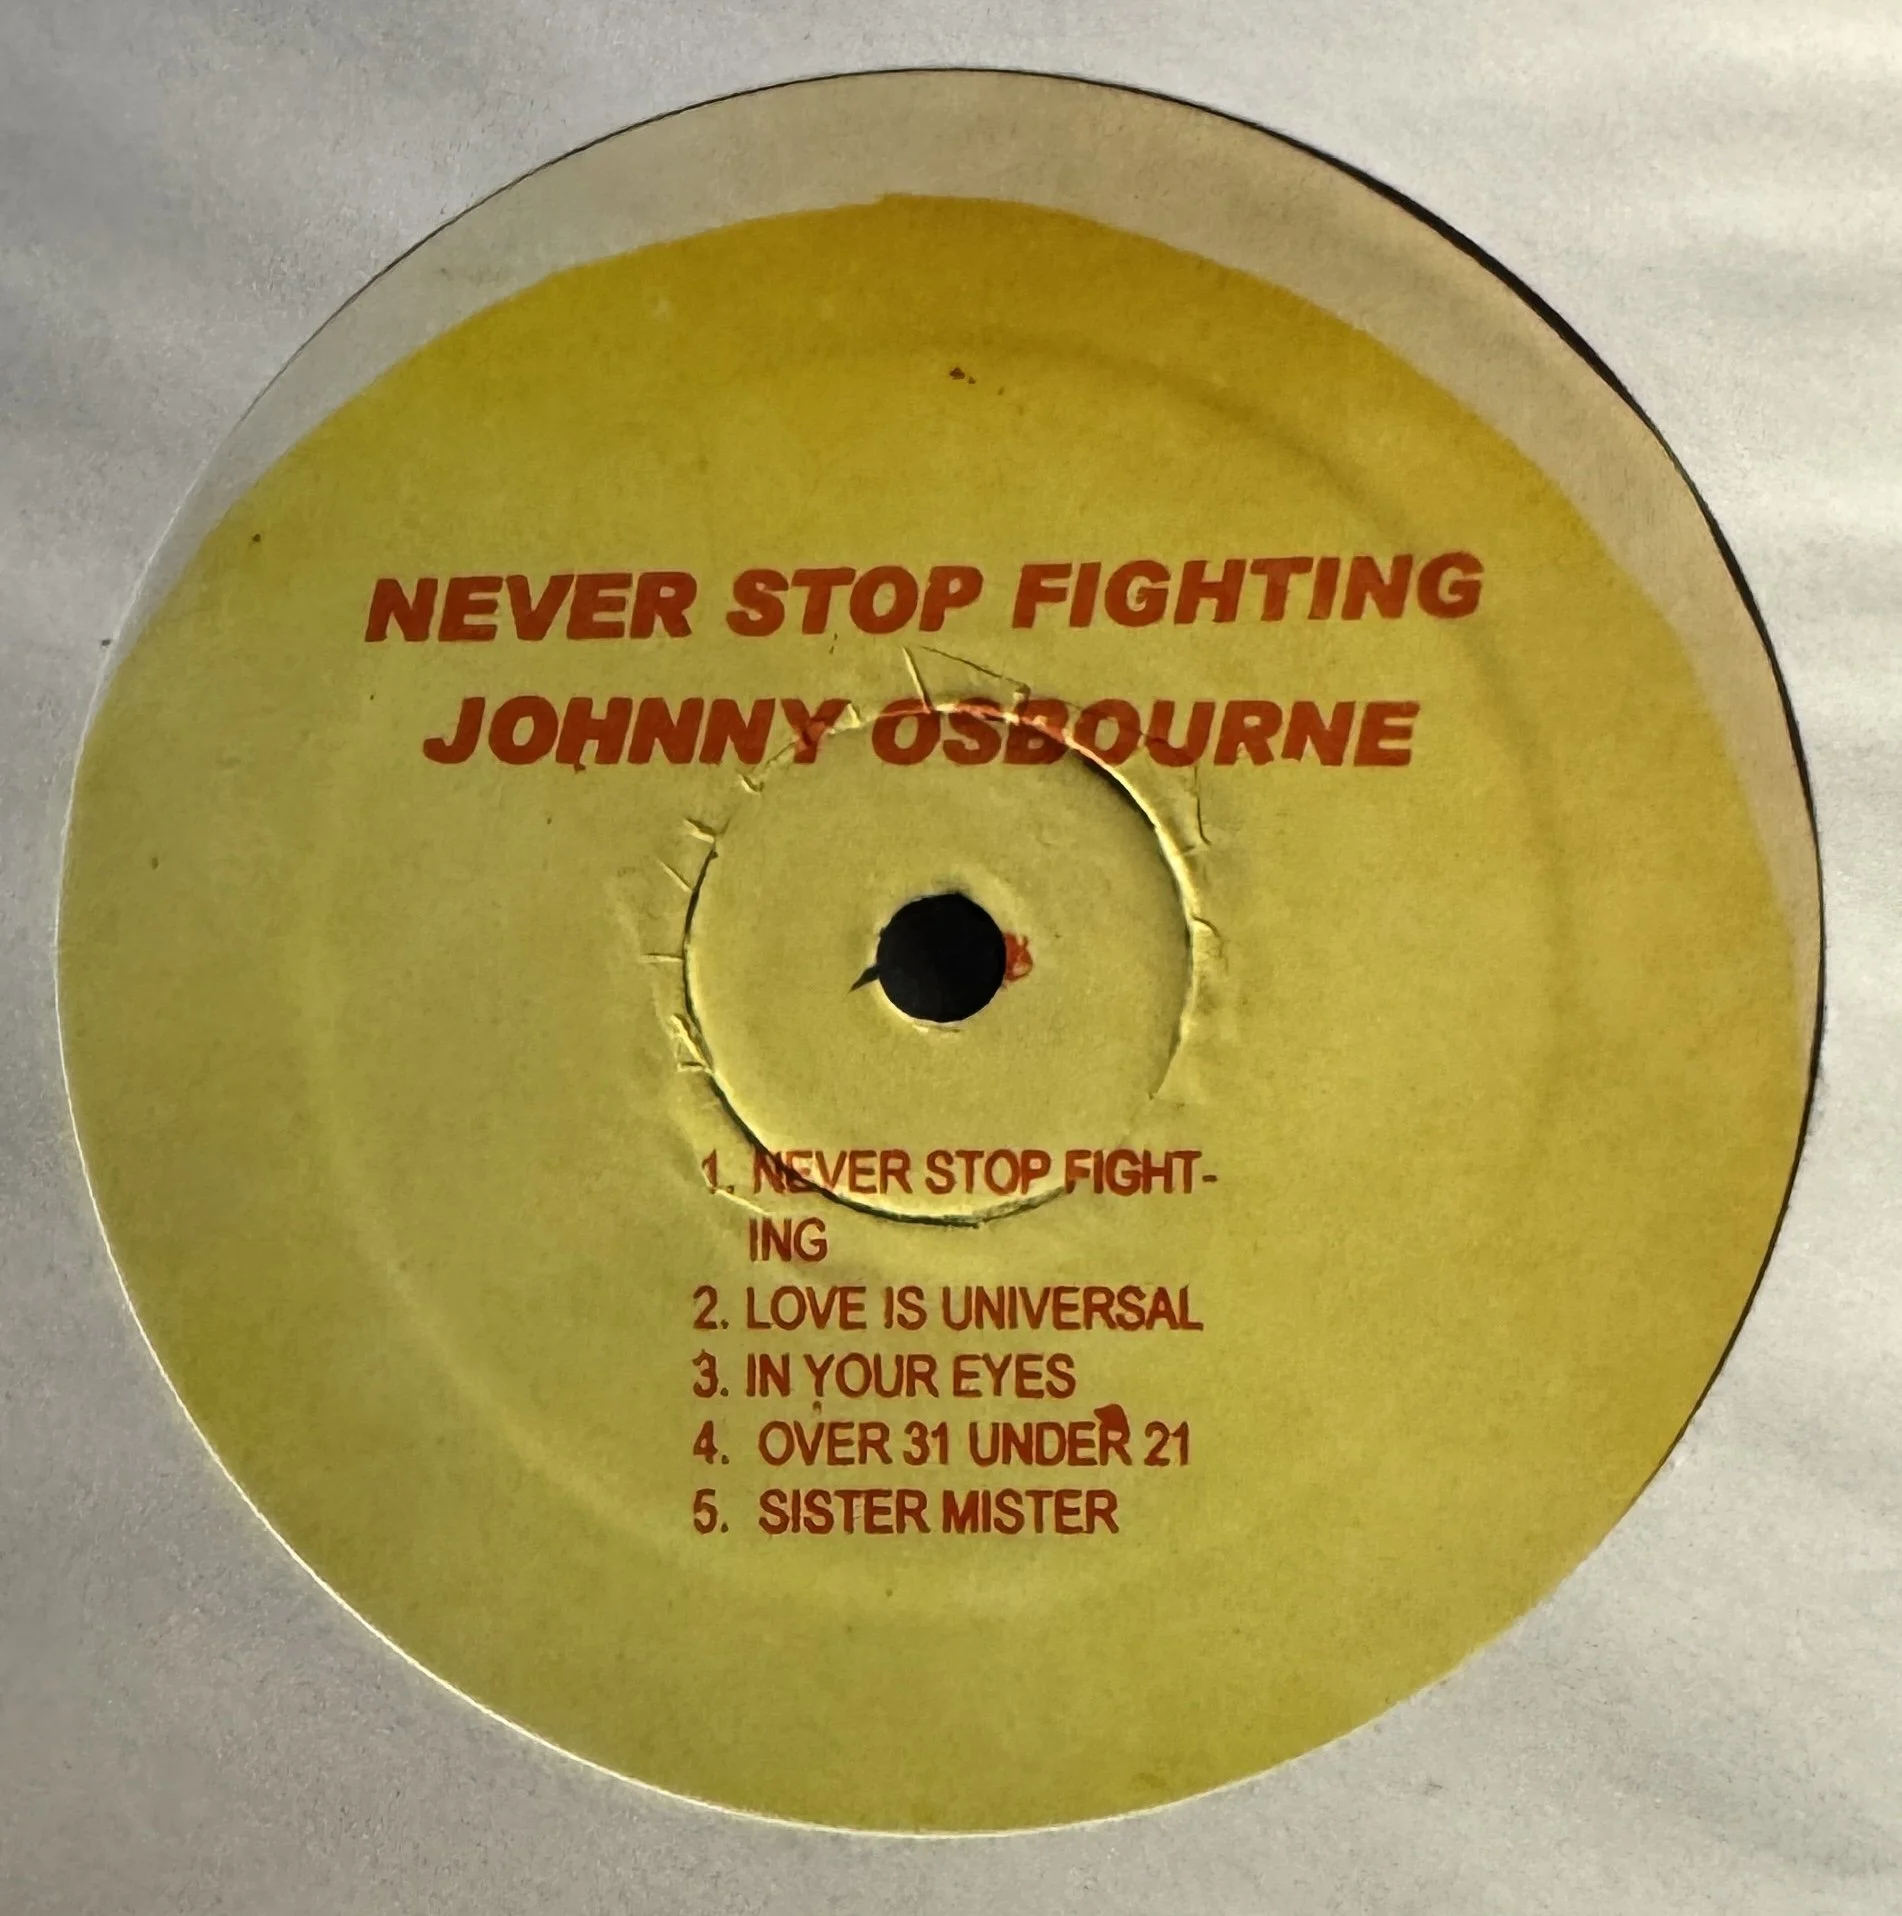 NEVER STOP FIGHTING
JOHNNY OSBOURNE
1. NEVER STOP FIGHT-
ING
2. LOVE IS UNIVERSAL
3. IN YOUR EYES
4. OVER 31 UNDER 21
5. SISTER MISTER